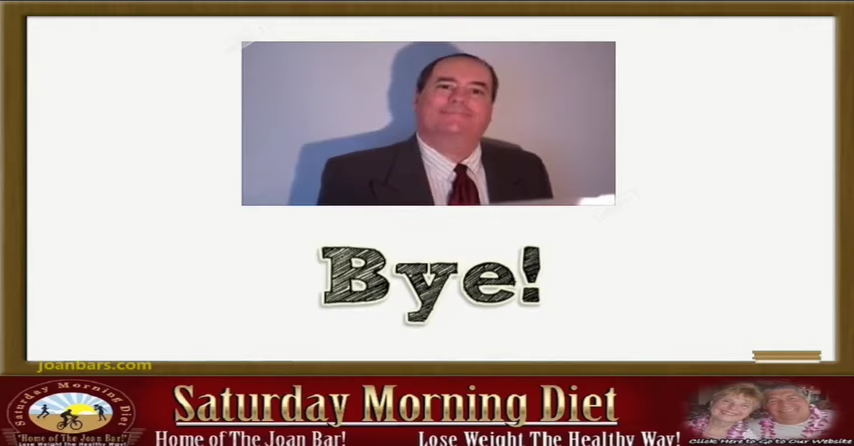 Bye!
joanbars.com
Saturday Morning Diet
"Home of The Joan Bar!"
Lose Weight The Healthy Way!
Saturday Morning Diet
Home of The Joan Bar!
Lose Weight The Healthy Way!
Click Here to Go to Our Website